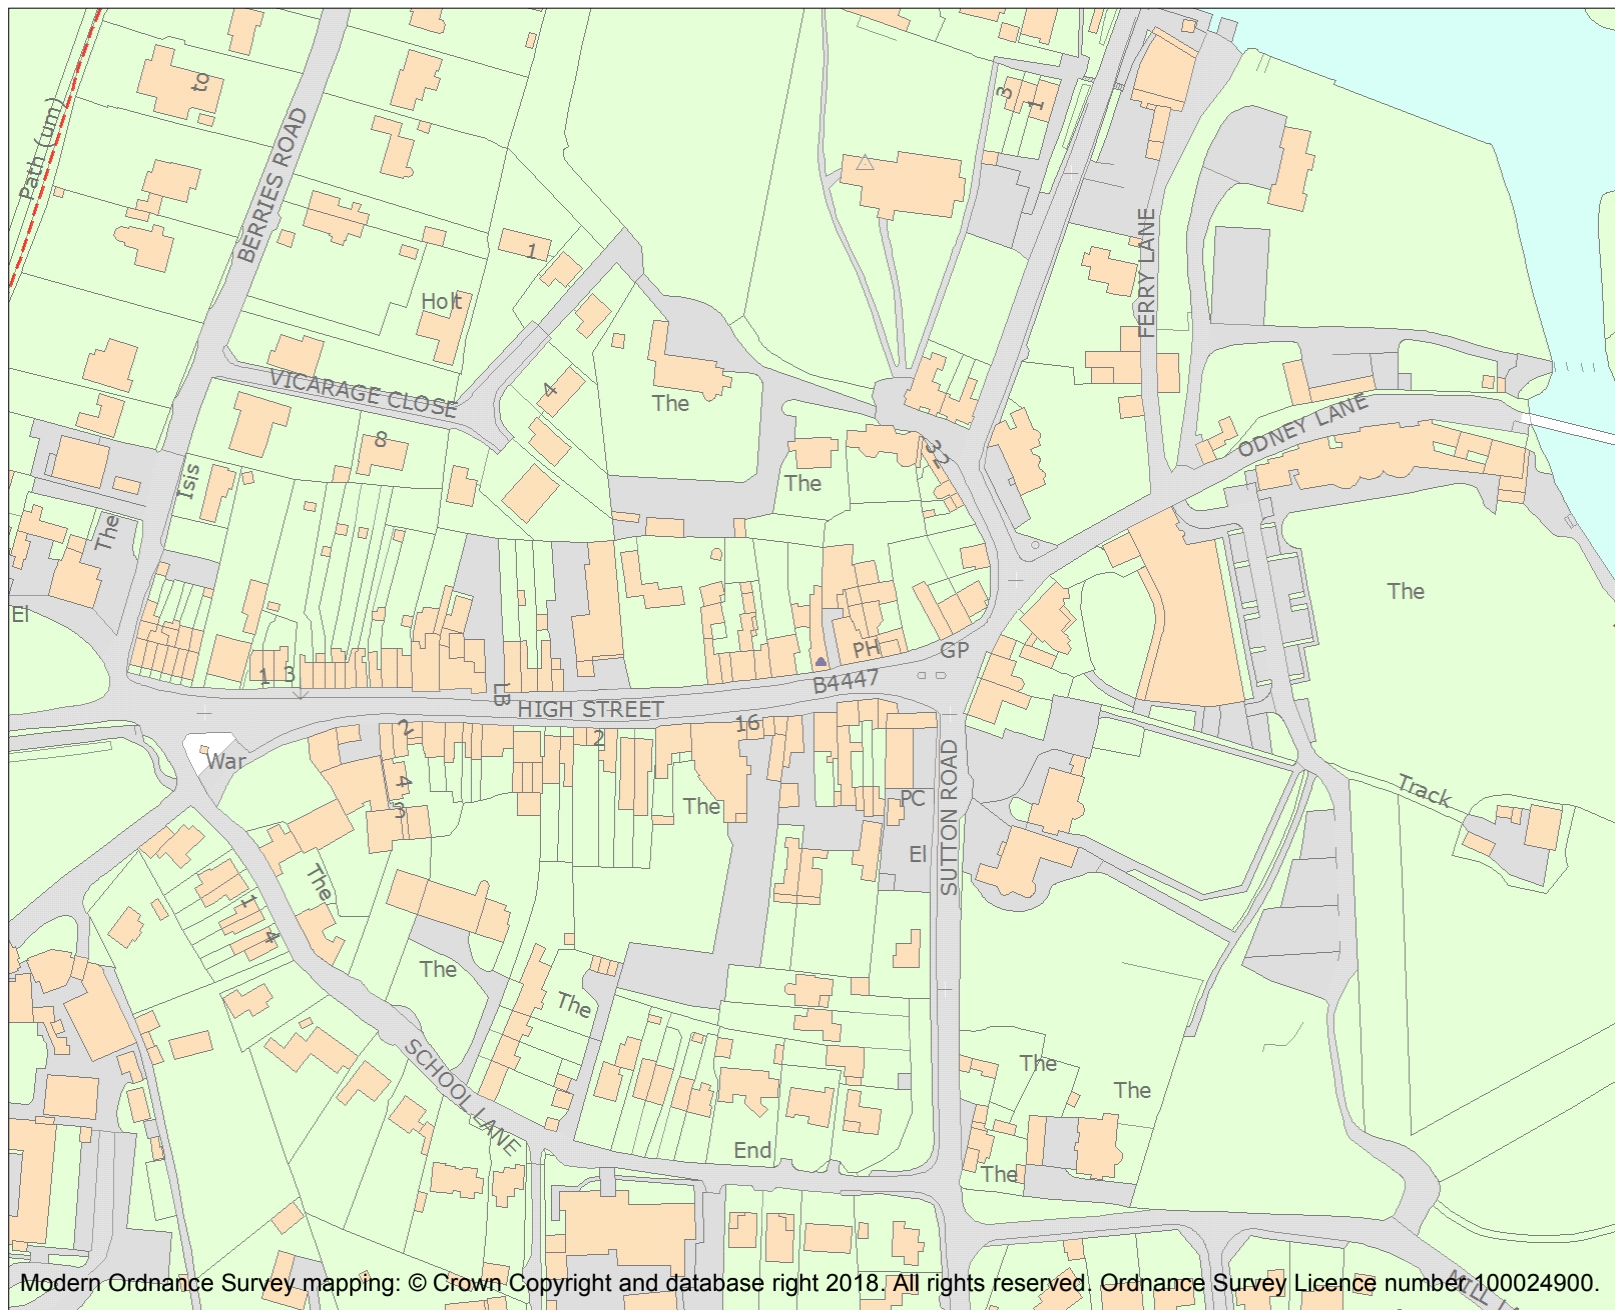 to
3
1
Path (um)
BERRIES ROAD
FERRY LANE
1
Holt
VICARAGE CLOSE
4
The
ODNEY LANE
8
32
Isis
The
The
The
El
PH
GP
1 3
B4447
LB
HIGH STREET
16
2
2
War
SUTTON ROAD
4
Track
The
PC
5
El
The
1
4
The
The
SCHOOL LANE
The
The
End
The
MILL L
Modern Ordnance Survey mapping: © Crown Copyright and database right 2018. All rights reserved. Ordnance Survey Licence number 100024900.